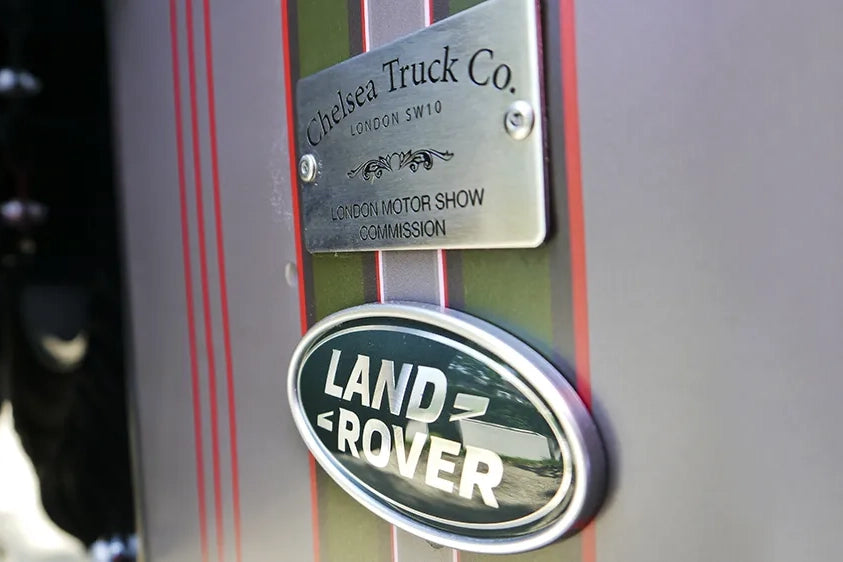 Chelsea Truck Co.
LONDON SW10
LONDON MOTOR SHOW
COMMISSION
LAND
ROVER